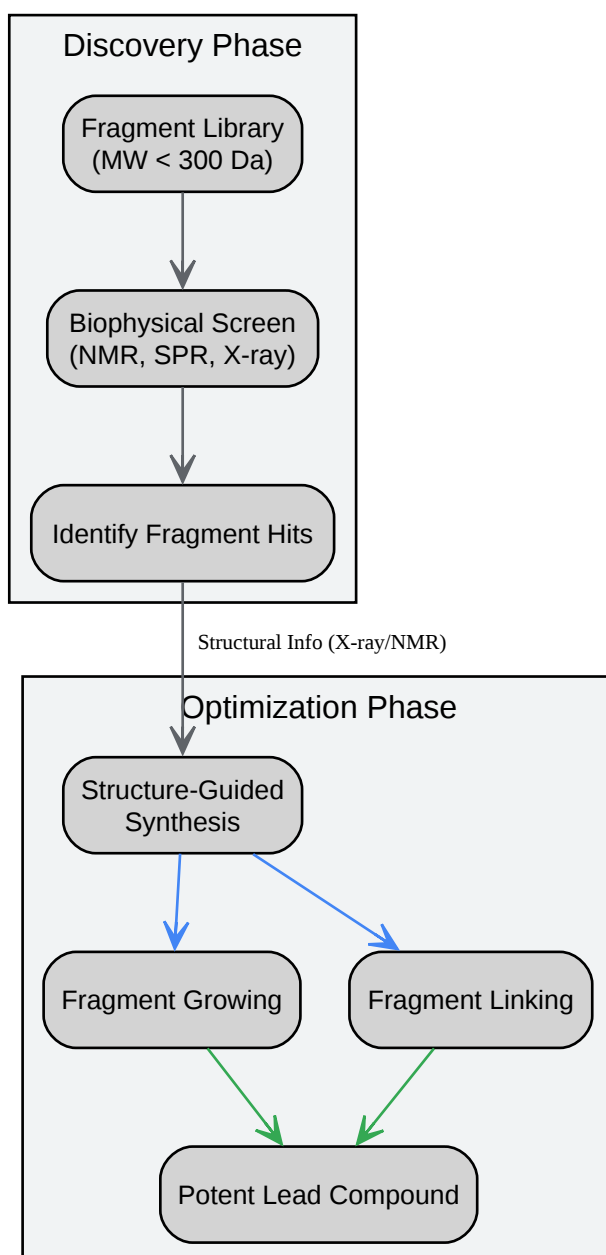 Discovery Phase
Fragment Library
(MW < 300 Da)
Biophysical Screen
(NMR, SPR, X-ray)
Identify Fragment Hits
Structural Info (X-ray/NMR)
Optimization Phase
Structure-Guided
Synthesis
Fragment Growing
Fragment Linking
Potent Lead Compound